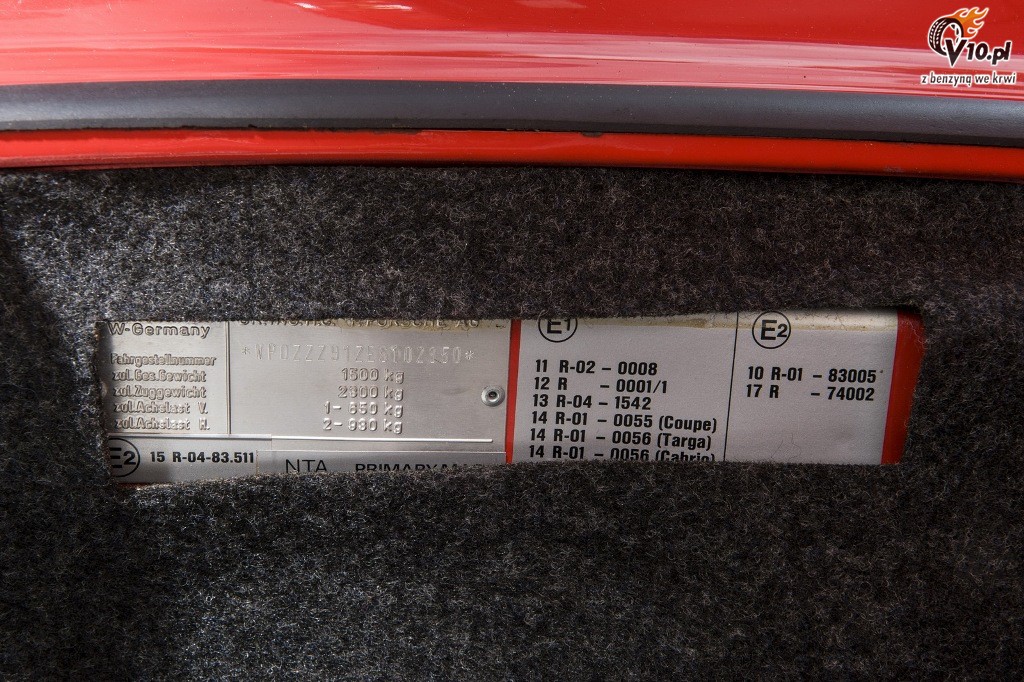 V10.pl
z benzyną we krwi
W-Germany
Fahrgestellnummer
zul. Ges. Gewicht 1500 kg
zul. Zuggewicht 2300 kg
zul. Achslast V. 1-650 kg
zul. Achslast H. 2-930 kg
E2
15 R-04-83.511
NTA
E1
11 R-02 - 0008
12 R - 0001/1
13 R-04 - 1542
14 R-01 - 0055 (Coupe)
14 R-01 - 0056 (Targa)
14 R-01 - 0056 (Cabrio)
E2
10 R-01 - 83005
17 R - 74002